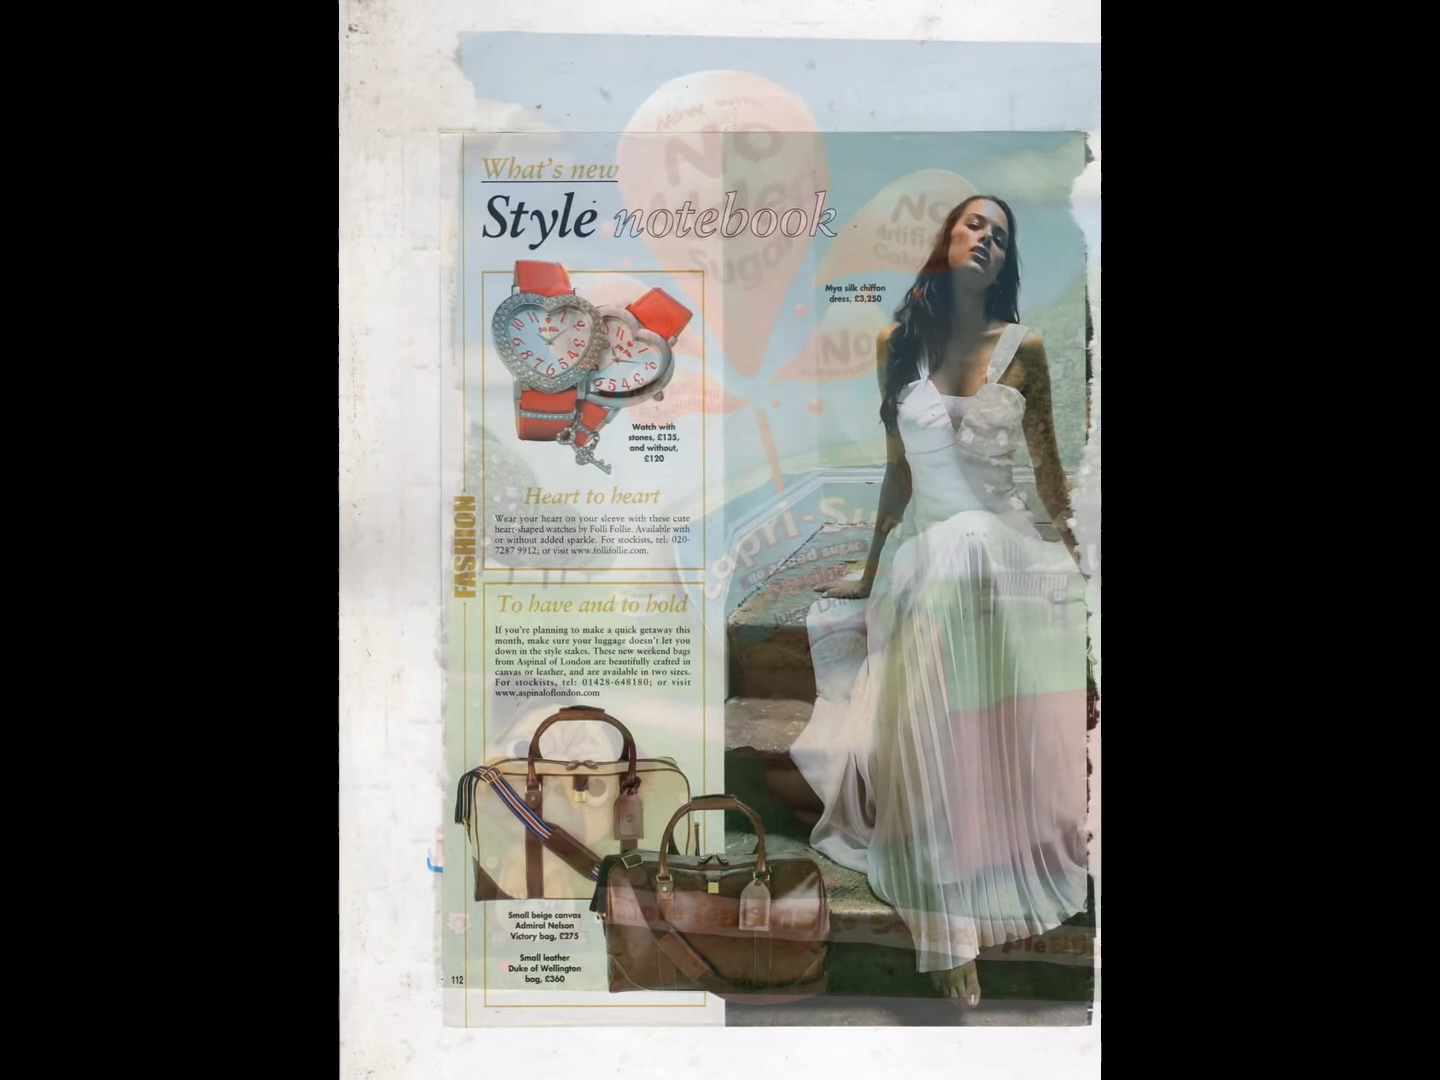 What's new
Style notebook
Mya silk chiffon
dress, £3,250
Watch with
stones, £135,
and without,
£120
Heart to heart
Wear your heart on your sleeve with these cute
heart-shaped watches by Folli Follie. Available with
or without added sparkle. For stockists, tel: 020-
7287 9912; or visit www.follifollie.com.
FASHION
To have and to hold
If you're planning to make a quick getaway this
month, make sure your luggage doesn't let you
down in the style stakes. These new weekend bags
from Aspinal of London are beautifully crafted in
canvas or leather, and are available in two sizes.
For stockists, tel: 01428-648180; or visit
www.aspinaloflondon.com
Small beige canvas
Admiral Nelson
Victory bag, £275
Small leather
Duke of Wellington
bag, £360
112
No
Sugar
No
No
Capri-Sun
no added sugar
Juice Drink